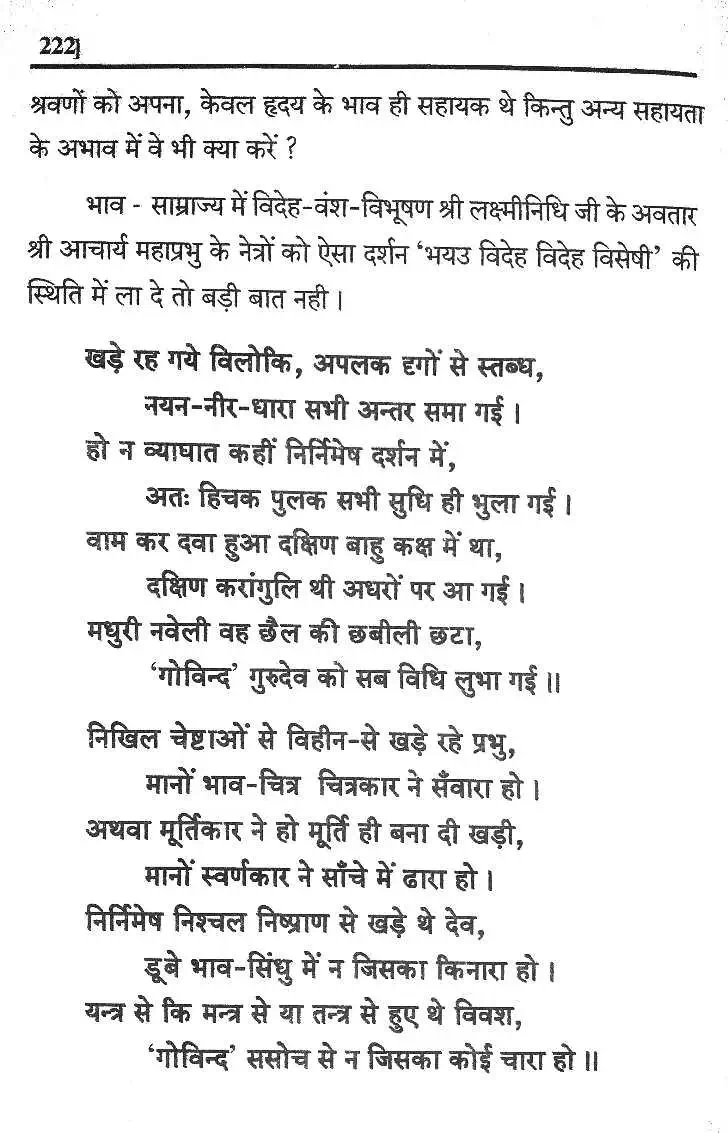 222]
श्रवणों को अपना, केवल हृदय के भाव ही सहायक थे किन्तु अन्य सहायता
के अभाव में वे भी क्या करें ?
भाव - साम्राज्य में विदेह-वंश-विभूषण श्री लक्ष्मीनिधि जी के अवतार
श्री आचार्य महाप्रभु के नेत्रों को ऐसा दर्शन ‘भयउ विदेह विदेह विसेषी’ की
स्थिति में ला दे तो बड़ी बात नही ।
खड़े रह गये विलोकि, अपलक दृगों से स्तब्ध,
नयन-नीर-धारा सभी अन्तर समा गई ।
हो न व्याघात कहीं निर्निमेष दर्शन में,
अतः हिचक पुलक सभी सुधि ही भुला गई ।
वाम कर दवा हुआ दक्षिण बाहु कक्ष में था,
दक्षिण करांगुलि थी अधरों पर आ गई ।
मधुरी नवेली वह छैल की छबीली छटा,
‘गोविन्द’ गुरुदेव को सब विधि लुभा गई ॥
निखिल चेष्टाओं से विहीन-से खड़े रहे प्रभु,
मानों भाव-चित्र चित्रकार ने सँवारा हो ।
अथवा मूर्तिकार ने हो मूर्ति ही बना दी खड़ी,
मानों स्वर्णकार ने साँचे में ढारा हो ।
निर्निमेष निश्चल निष्प्राण से खड़े थे देव,
डूबे भाव-सिंधु में न जिसका किनारा हो ।
यन्त्र से कि मन्त्र से या तन्त्र से हुए थे विवश,
‘गोविन्द’ ससोच से न जिसका कोई चारा हो ॥